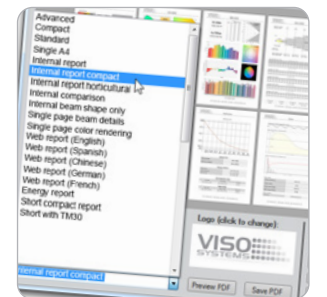 Advanced
Compact
Standard
Single A4
Internal report
Internal report compact
Internal report horticultural
Internal comparison
Internal beam shape only
Single page beam details
Single page color rendering
Web report (English)
Web report (Spanish)
Web report (Chinese)
Web report (German)
Web report (French)
Energy report
Short compact report
Short with TM30
Internal report compact
Logo (click to change)
VISO
SYSTEMS
Preview PDF
Save PDF